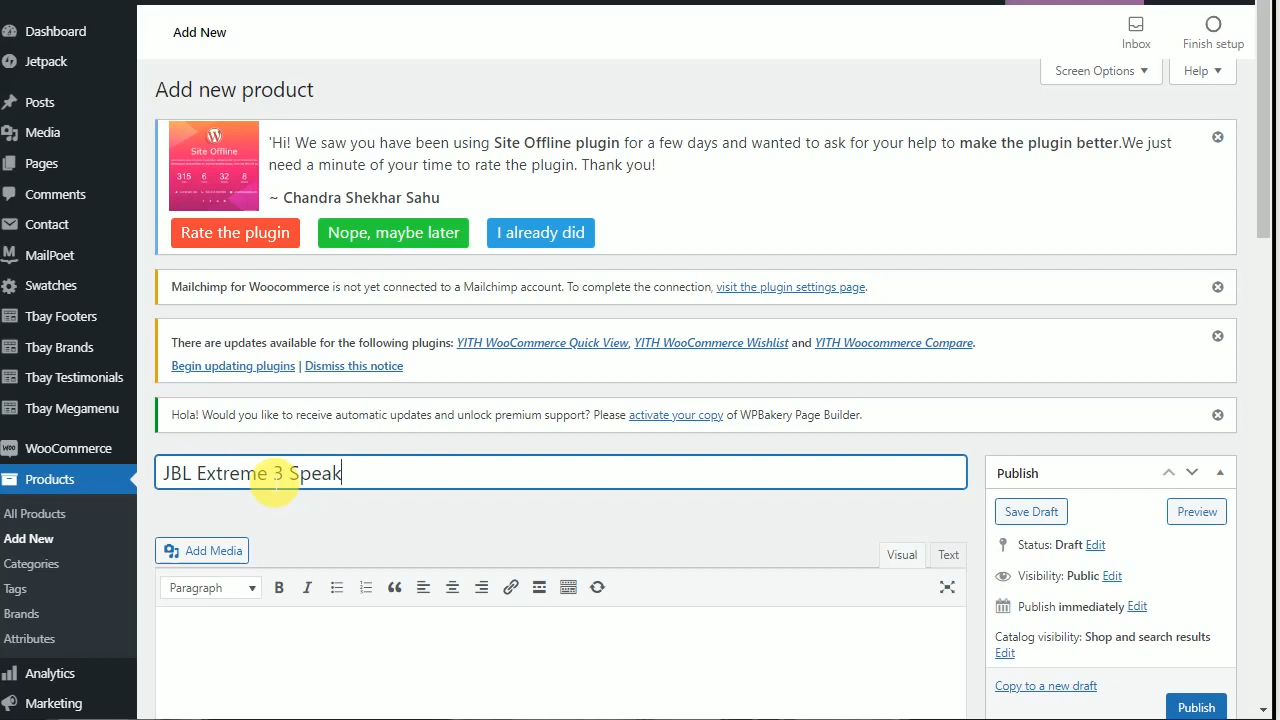 Dashboard
Jetpack
Posts
Media
Pages
Comments
Contact
MailPoet
Swatches
Tbay Footers
Tbay Brands
Tbay Testimonials
Tbay Megamenu
WooCommerce
Products
All Products
Add New
Categories
Tags
Brands
Attributes
Analytics
Marketing
Add New
Inbox
Finish setup
Screen Options
Help
Add new product
Site Offline
315 6 32 8
'Hi! We saw you have been using Site Offline plugin for a few days and wanted to ask for your help to make the plugin better.We just
need a minute of your time to rate the plugin. Thank you!
~ Chandra Shekhar Sahu
Rate the plugin Nope, maybe later I already did
Mailchimp for Woocommerce is not yet connected to a Mailchimp account. To complete the connection, visit the plugin settings page.
There are updates available for the following plugins: YITH WooCommerce Quick View, YITH WooCommerce Wishlist and YITH Woocommerce Compare.
Begin updating plugins | Dismiss this notice
Hola! Would you like to receive automatic updates and unlock premium support? Please activate your copy of WPBakery Page Builder.
JBL Extreme 3 Speak
Add Media
Visual Text
Paragraph
Publish
Save Draft Preview
Status: Draft Edit
Visibility: Public Edit
Publish immediately Edit
Catalog visibility: Shop and search results
Edit
Copy to a new draft
Publish